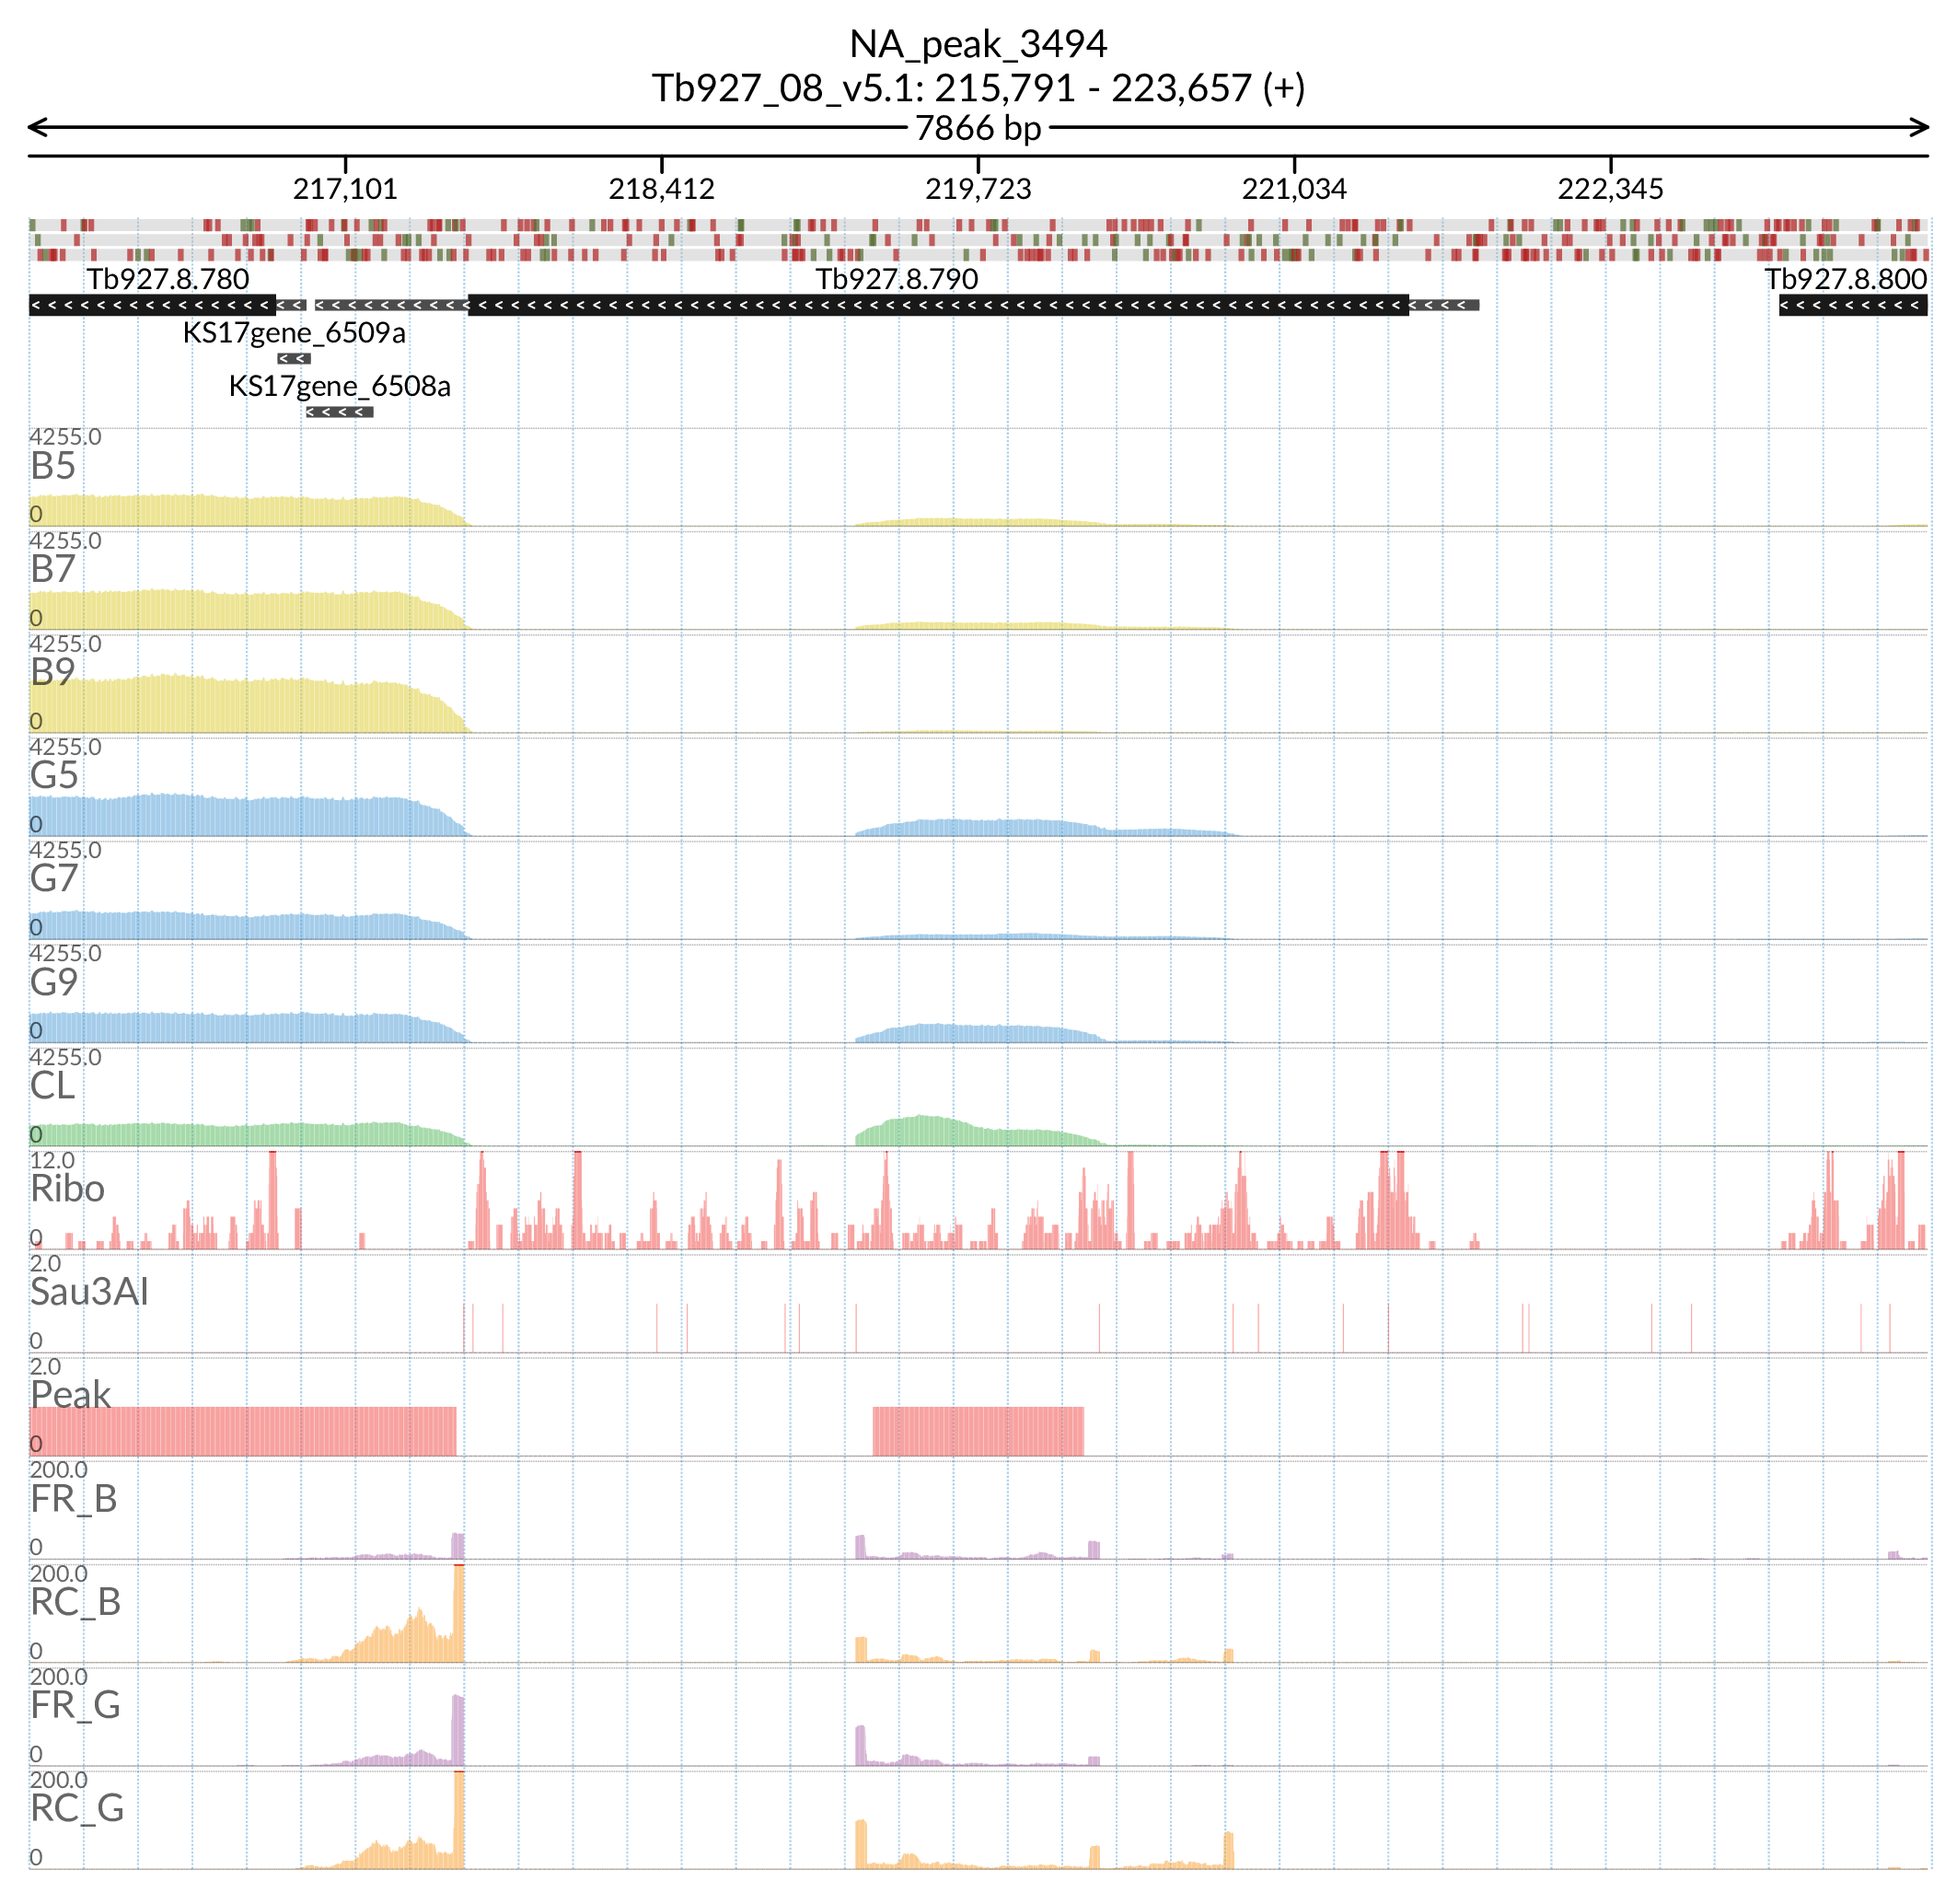 NA_peak_3494
Tb927_08_v5.1: 215,791 - 223,657 (+)
7866 bp
217,101 218,412 219,723 221,034 222,345
Tb927.8.780 Tb927.8.790 Tb927.8.800
KS17gene_6509a
KS17gene_6508a
4255.0
B5
0
4255.0
B7
0
4255.0
B9
0
4255.0
G5
0
4255.0
G7
0
4255.0
G9
0
4255.0
CL
0
12.0
Ribo
0
2.0
Sau3AI
0
2.0
Peak
0
200.0
FR_B
0
200.0
RC_B
0
200.0
FR_G
0
200.0
RC_G
0